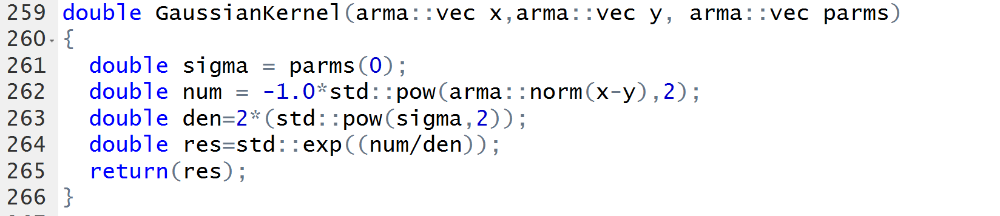 259 double GaussianKernel(arma::vec x,arma::vec y, arma::vec parms)
260 {
261   double sigma = parms(0);
262   double num = -1.0*std::pow(arma::norm(x-y),2);
263   double den=2*(std::pow(sigma,2));
264   double res=std::exp((num/den));
265   return(res);
266 }